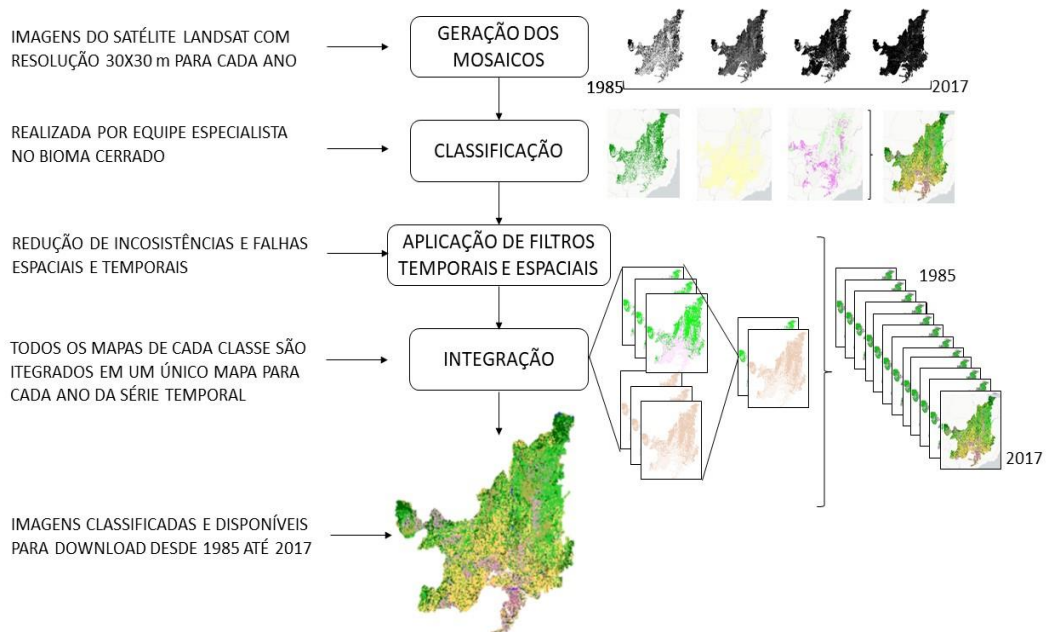 IMAGENS DO SATÉLITE LANDSAT COM
RESOLUÇÃO 30X30 m PARA CADA ANO
GERAÇÃO DOS
MOSAICOS
1985
2017
REALIZADA POR EQUIPE ESPECIALISTA
NO BIOMA CERRADO
CLASSIFICAÇÃO
REDUÇÃO DE INCOSISTÊNCIAS E FALHAS
ESPACIAIS E TEMPORAIS
APLICAÇÃO DE FILTROS
TEMPORAIS E ESPACIAIS
1985
TODOS OS MAPAS DE CADA CLASSE SÃO
ITEGRADOS EM UM ÚNICO MAPA PARA
CADA ANO DA SÉRIE TEMPORAL
INTEGRAÇÃO
2017
IMAGENS CLASSIFICADAS E DISPONÍVEIS
PARA DOWNLOAD DESDE 1985 ATÉ 2017